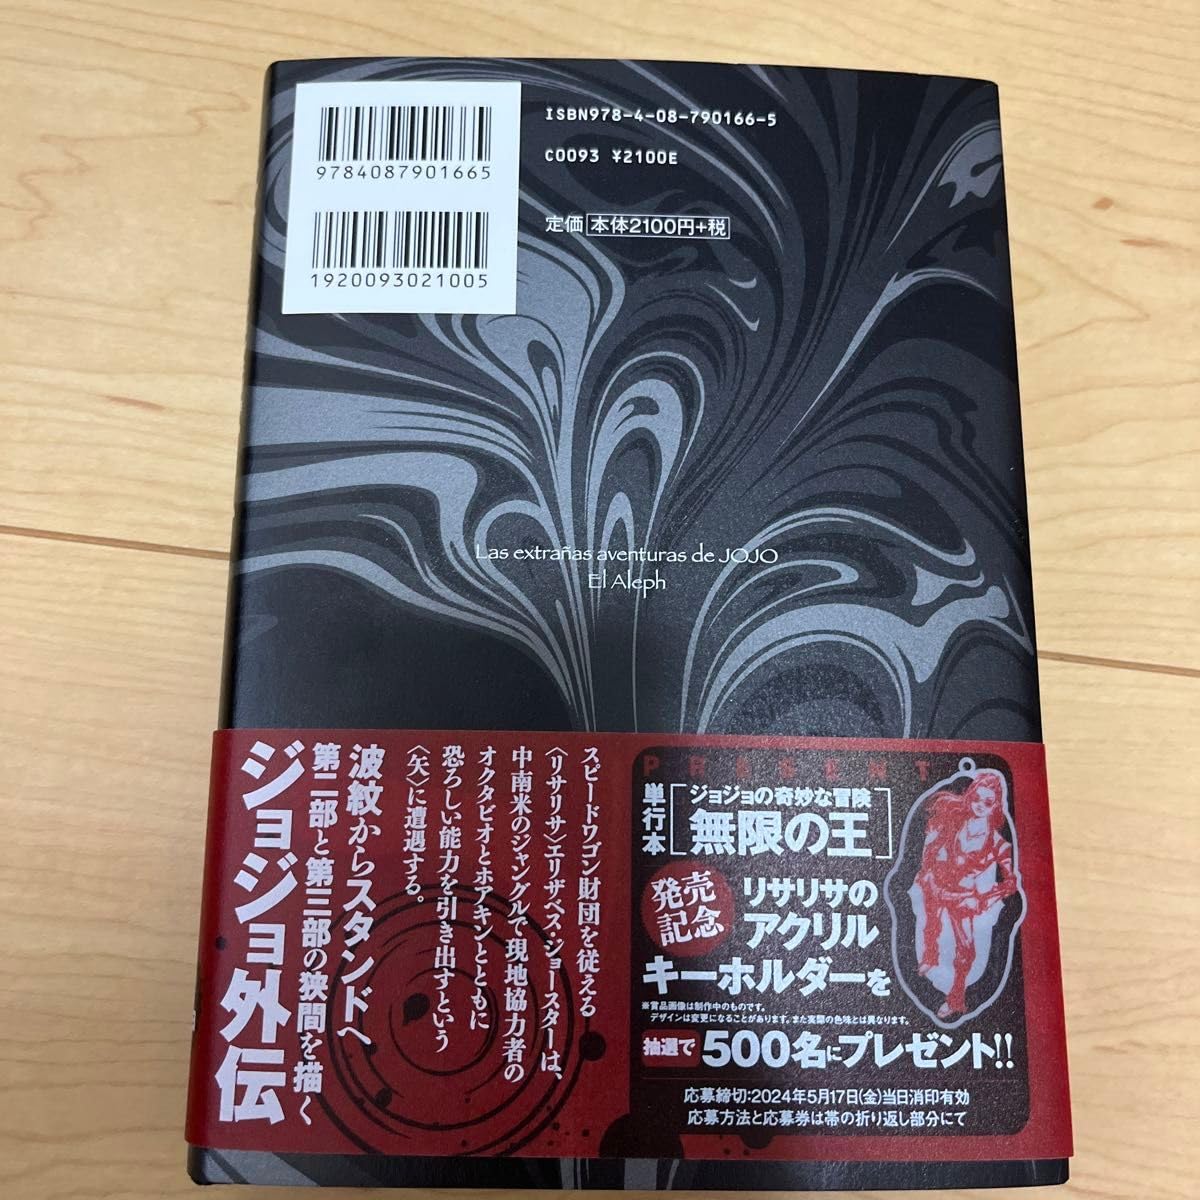 9784087901665
1920093021005
ISBN978-4-08-790166-5
C0093 ¥2100E
定価 本体2100円+税
Las extrañas aventuras de JOJO
El Aleph
PRESENT
単行本
ジョジョの奇妙な冒険
無限の王
発売記念
リサリサの
アクリル
キーホルダーを
※賞品画像は制作中のものです。
デザインは変更になることがあります。また実際の色味とは異なります。
抽選で 500名にプレゼント!!
応募締切:2024年5月17日(金)当日消印有効
応募方法と応募券は帯の折り返し部分にて
スピードワゴン財団を従える
〈リサリサ〉エリザベス・ジョースターは、
中南米のジャングルで現地協力者の
オクタビオとホアキンとともに
恐ろしい能力を引き出すという
〈矢〉に遭遇する。
波紋からスタンドへ
第二部と第三部の狭間を描く
ジョジョ外伝